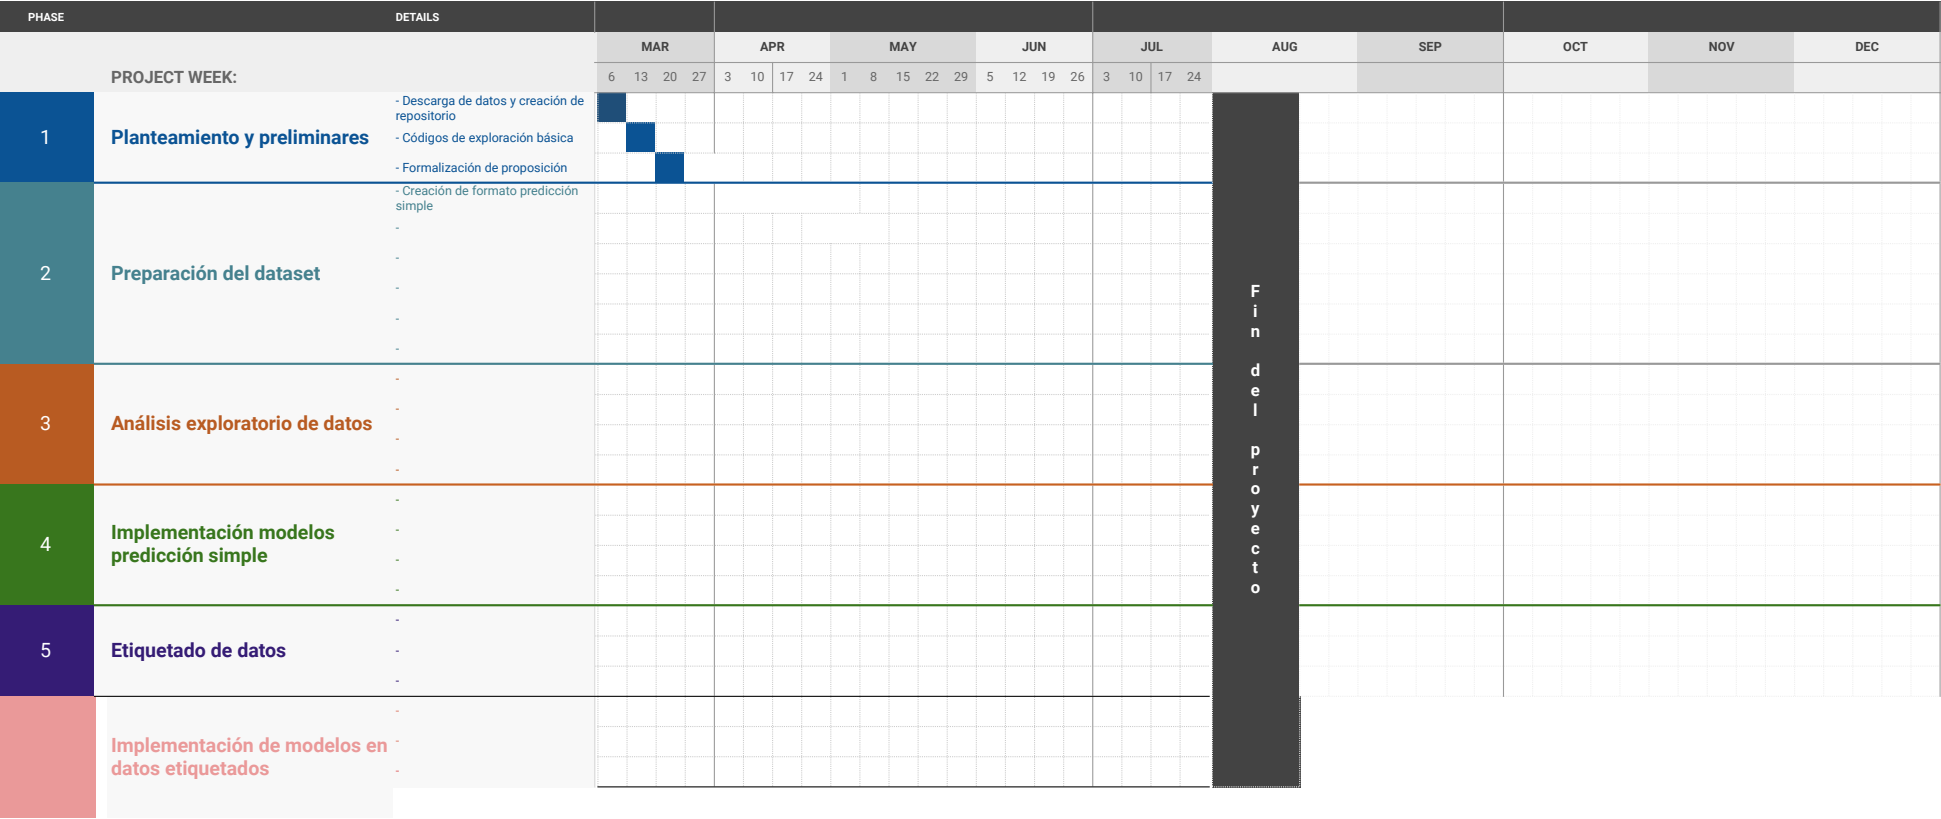 PHASE DETAILS
MAR APR MAY JUN JUL AUG SEP OCT NOV DEC
PROJECT WEEK: 6 13 20 27 3 10 17 24 1 8 15 22 29 5 12 19 26 3 10 17 24
1 Planteamiento y preliminares
- Descarga de datos y creación de
repositorio
- Códigos de exploración básica
- Formalización de proposición
2 Preparación del dataset
- Creación de formato predicción
simple
-
-
-
-
-
3 Análisis exploratorio de datos
-
-
-
-
4 Implementación modelos
predicción simple
-
-
-
-
5 Etiquetado de datos
-
-
-
Implementación de modelos en
datos etiquetados
-
-
-
Fin del proyecto